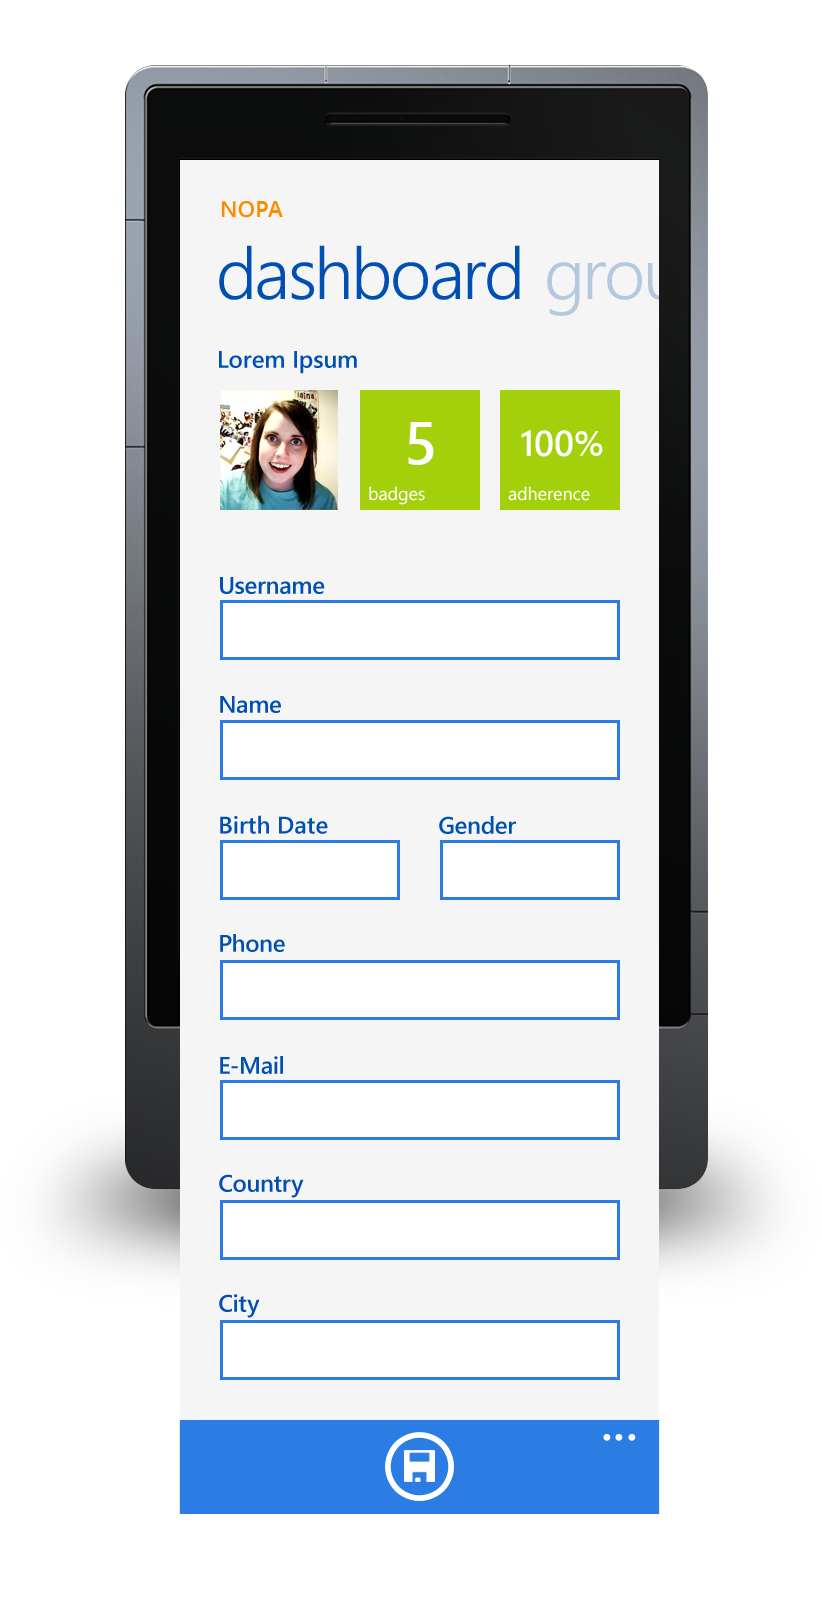 NOPA
dashboard grou
Lorem Ipsum
5
badges
100%
adherence
Username
Name
Birth Date
Gender
Phone
E-Mail
Country
City